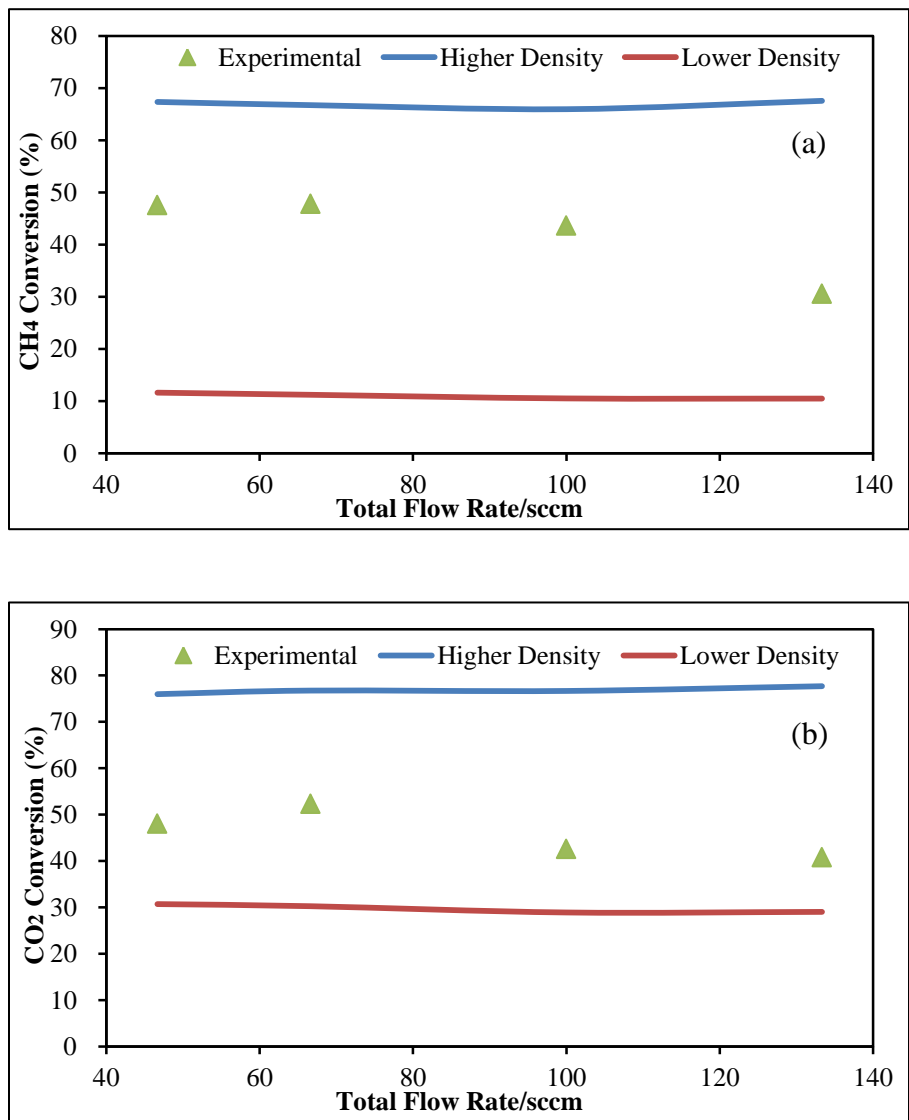 80
Experimental Higher Density Lower Density
70
60
(a)
50
40
30
20
10
0
40 60 80 100 120 140
CH4 Conversion (%)
Total Flow Rate/sccm
90
Experimental Higher Density Lower Density
80
70
(b)
60
50
40
30
20
10
0
40 60 80 100 120 140
CO2 Conversion (%)
Total Flow Rate/sccm